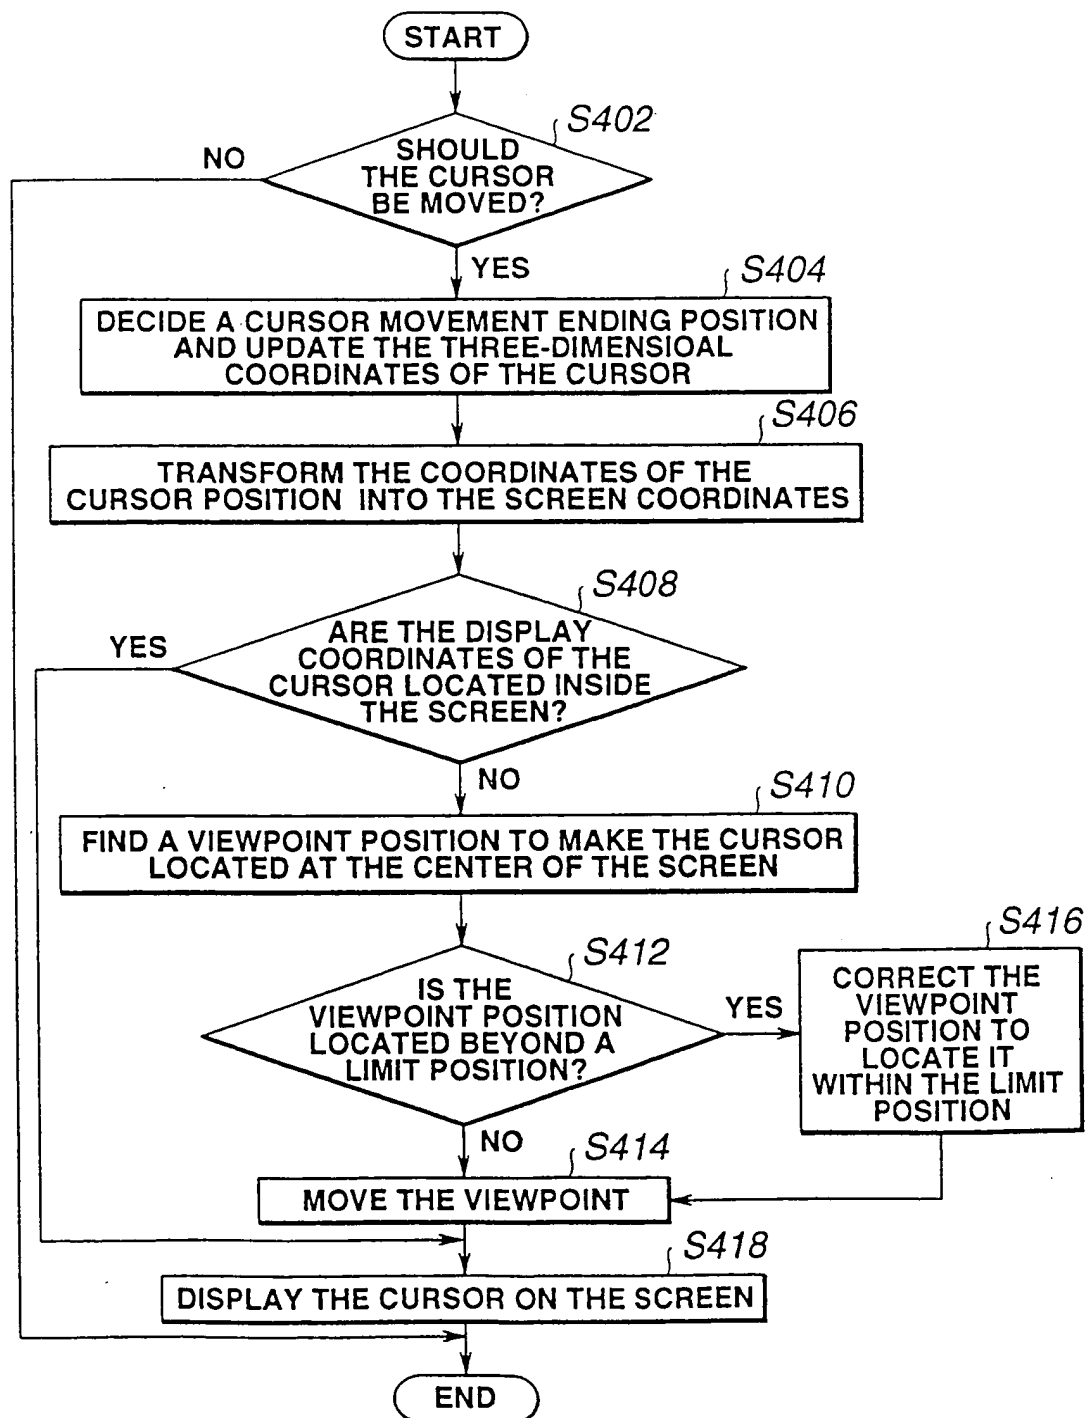 START
S402
SHOULD
THE CURSOR
BE MOVED?
NO
YES
S404
DECIDE A CURSOR MOVEMENT ENDING POSITION
AND UPDATE THE THREE-DIMENSIOAL
COORDINATES OF THE CURSOR
S406
TRANSFORM THE COORDINATES OF THE
CURSOR POSITION INTO THE SCREEN COORDINATES
S408
ARE THE DISPLAY
COORDINATES OF THE
CURSOR LOCATED INSIDE
THE SCREEN?
YES
NO
S410
FIND A VIEWPOINT POSITION TO MAKE THE CURSOR
LOCATED AT THE CENTER OF THE SCREEN
S412
IS THE
VIEWPOINT POSITION
LOCATED BEYOND A
LIMIT POSITION?
YES
S416
CORRECT THE
VIEWPOINT
POSITION TO
LOCATE IT
WITHIN THE LIMIT
POSITION
NO
S414
MOVE THE VIEWPOINT
S418
DISPLAY THE CURSOR ON THE SCREEN
END